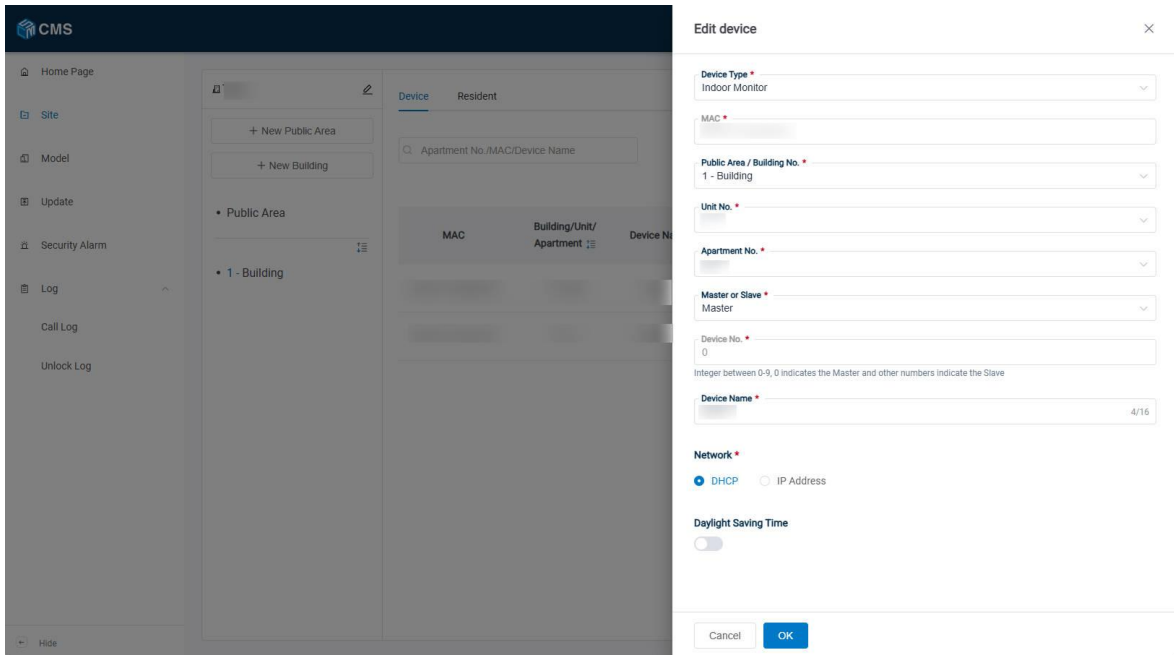 CMS
Home Page
Site
Model
Update
Security Alarm
Log
Call Log
Unlock Log
Hide
+ New Public Area
+ New Building
• Public Area
• 1 - Building
Device Resident
Apartment No./MAC/Device Name
MAC Building/Unit/ Device
Apartment
Edit device
Device Type *
Indoor Monitor
MAC *
Public Area / Building No. *
1 - Building
Unit No. *
Apartment No. *
Master or Slave *
Master
Device No. *
0
Integer between 0-9, 0 indicates the Master and other numbers indicate the Slave
Device Name *
4/16
Network *
DHCP IP Address
Daylight Saving Time
Cancel OK